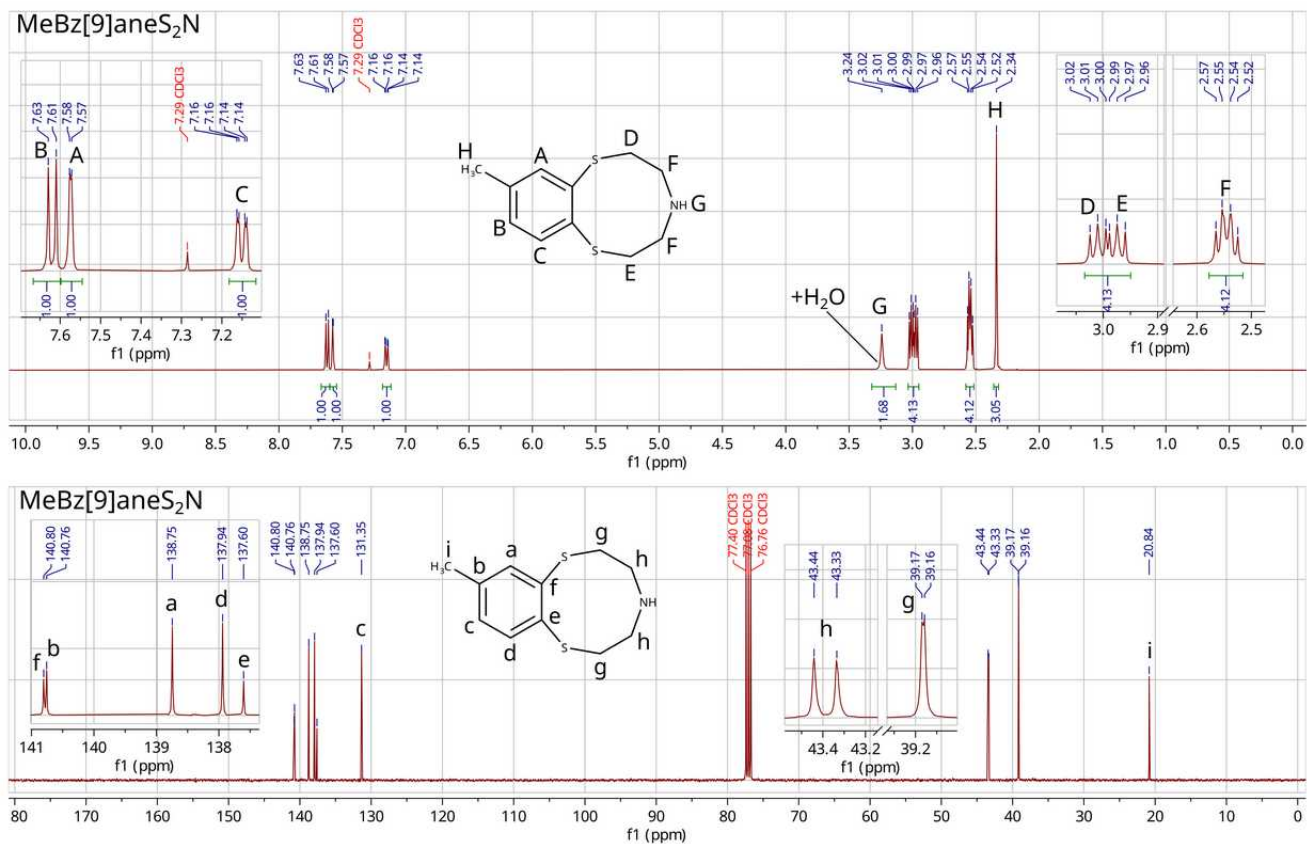 MeBz[9]aneS₂N
7.63
7.61
7.58
7.57
7.29 CDCl3
7.16
7.16
7.14
7.14
3.24
3.02
3.01
3.00
2.99
2.97
2.96
2.57
2.55
2.54
2.52
2.34
7.63
7.61
7.58
7.57
7.29 CDCl3
7.16
7.16
7.14
7.14
B
A
C
1.00
1.00
1.00
7.6 7.5 7.4 7.3 7.2
f1 (ppm)
H
H₃C
A
B
C
S
S
D
F
NH G
F
E
+H₂O
G
H
3.02
3.01
3.00
2.99
2.97
2.96
2.57
2.55
2.54
2.52
D
E
F
4.13
4.12
3.0 2.9 2.6 2.5
f1 (ppm)
1.00
1.00
1.00
1.68
4.13
4.12
3.05
10.0 9.5 9.0 8.5 8.0 7.5 7.0 6.5 6.0 5.5 5.0 4.5 4.0 3.5 3.0 2.5 2.0 1.5 1.0 0.5 0.0
f1 (ppm)
MeBz[9]aneS₂N
140.80
140.76
138.75
137.94
137.60
131.35
77.40 CDCl3
77.08 CDCl3
76.76 CDCl3
43.44
43.33
39.17
39.16
20.84
140.80
140.76
138.75
137.94
137.60
f
b
a
d
e
141 140 139 138
f1 (ppm)
c
i
H₃C
b
a
c
d
f
e
S
S
g
h
NH
h
g
43.44
43.33
39.17
39.16
h
g
43.4 43.2 39.2
f1 (ppm)
i
80 170 160 150 140 130 120 110 100 90 80 70 60 50 40 30 20 10 0
f1 (ppm)